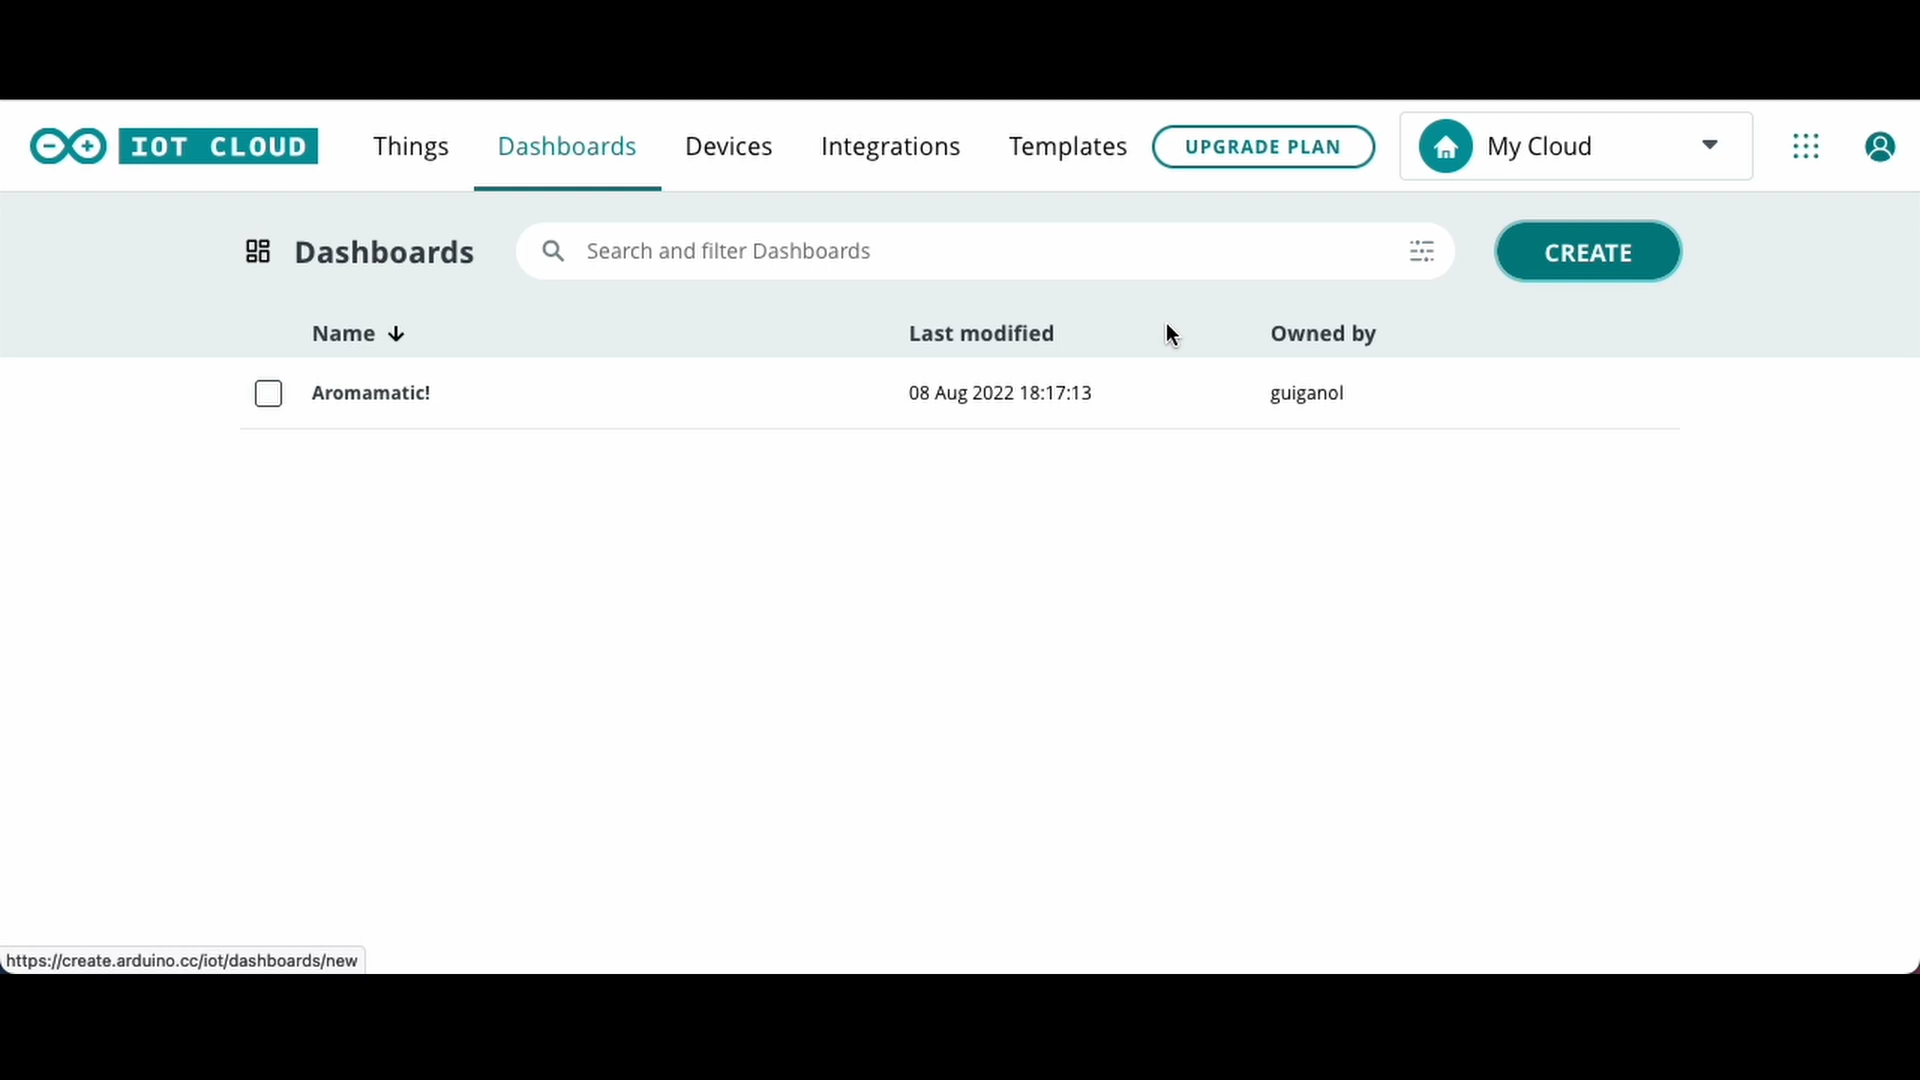 IOT CLOUD Things Dashboards Devices Integrations Templates UPGRADE PLAN My Cloud
Dashboards Search and filter Dashboards CREATE
Name Last modified Owned by
Aromamatic! 08 Aug 2022 18:17:13 guiganol
https://create.arduino.cc/iot/dashboards/new